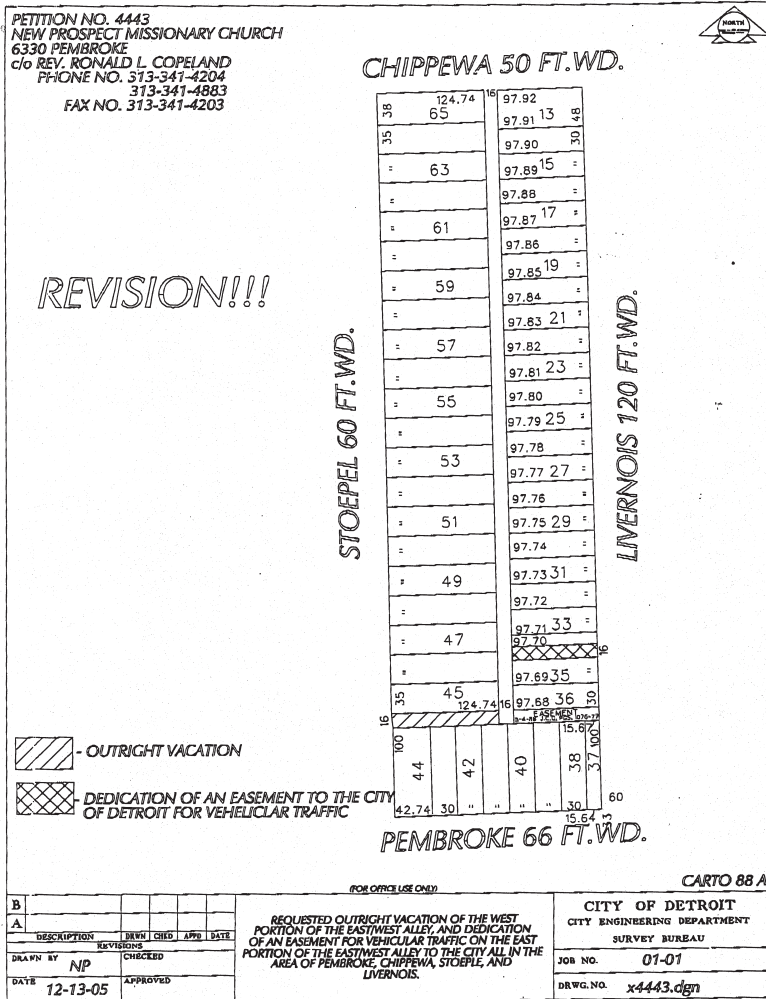 PETITION NO. 4443
NEW PROSPECT MISSIONARY CHURCH
6330 PEMBROKE
c/o REV. RONALD L. COPELAND
PHONE NO. 313-341-4204
313-341-4883
FAX NO. 313-341-4203
NORTH
CHIPPEWA 50 FT.WD.
REVISION!!!
STOEPEL 60 FT.WD.
LIVERNOIS 120 FT.WD.
38 124.74 16 97.92
65 97.91 13 48
35 97.90 30
" 63 97.89 15 "
" 97.88 "
61 97.87 17 "
" 97.86 "
97.85 19 "
" 59 97.84 "
" 97.83 21 "
" 57 97.82 "
97.81 23 "
" 55 97.80 "
97.79 25 "
" 97.78 "
" 53 97.77 27 "
" 97.76 "
" 51 97.75 29 "
" 97.74 "
" 49 97.73 31 "
" 97.72 "
" 47 97.71 33 "
97.70
16
" 97.69 35 "
35 45 124.74 16 97.68 36 30
16 EASEMENT
15.67
100 44 42 40 38 37 100
42.74 30 " " " 30 60
15.64 33
PEMBROKE 66 FT.WD.
- OUTRIGHT VACATION
- DEDICATION OF AN EASEMENT TO THE CITY
OF DETROIT FOR VEHELICLAR TRAFFIC
(FOR OFFICE USE ONLY)
CARTO 88 A
B
A
DESCRIPTION DRWN CHKD APPD DATE
REVISIONS
DRAWN BY NP
CHECKED
DATE 12-13-05
APPROVED
REQUESTED OUTRIGHT VACATION OF THE WEST
PORTION OF THE EAST/WEST ALLEY, AND DEDICATION
OF AN EASEMENT FOR VEHICULAR TRAFFIC ON THE EAST
PORTION OF THE EAST/WEST ALLEY TO THE CITY ALL IN THE
AREA OF PEMBROKE, CHIPPEWA, STOEPLE, AND
LIVERNOIS.
CITY OF DETROIT
CITY ENGINEERING DEPARTMENT
SURVEY BUREAU
JOB NO. 01-01
DRWG. NO. x4443.dgn